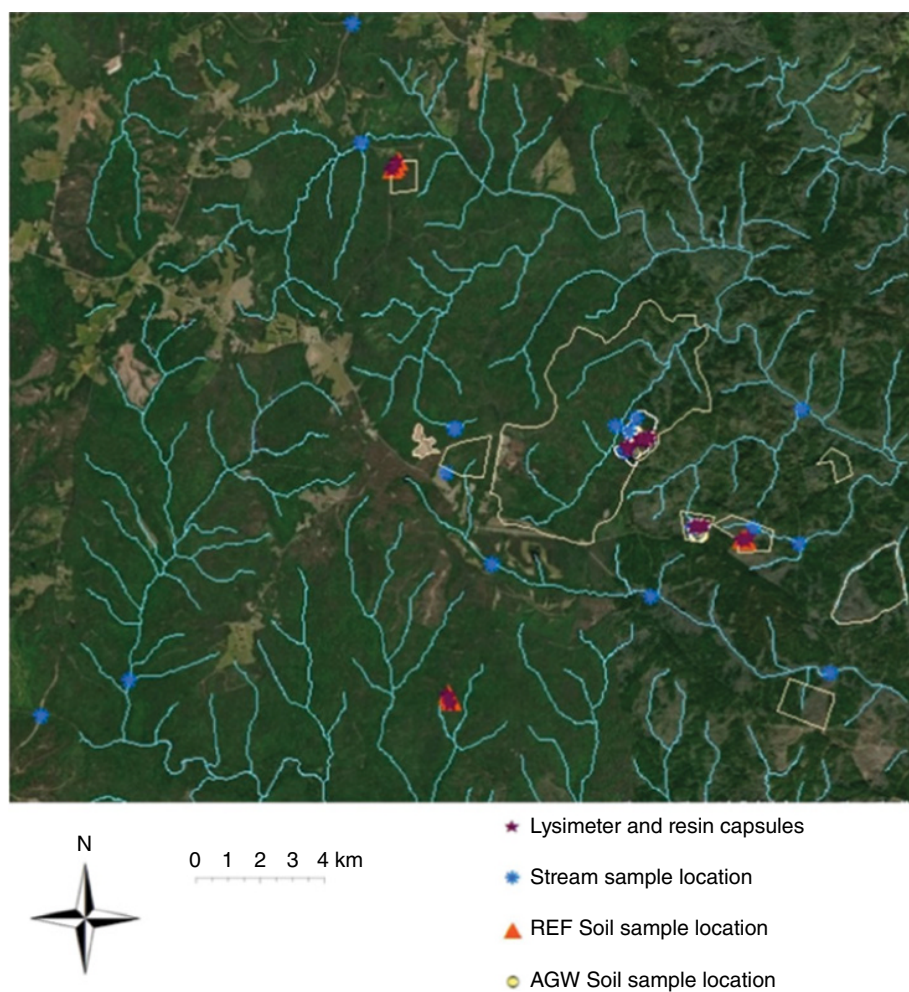 N
0 1 2 3 4 km
Lysimeter and resin capsules
Stream sample location
REF Soil sample location
AGW Soil sample location